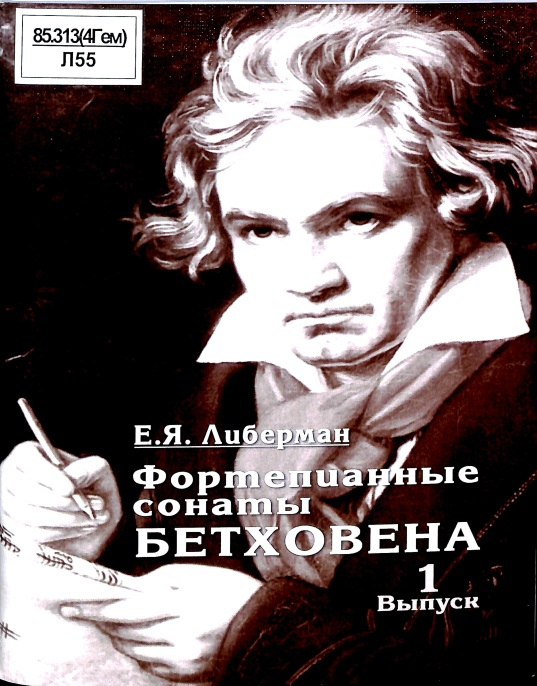 85.313(4Гем)
Л55
Е.Я. Либерман
Фортепианные
сонаты
БЕТХОВЕНА
1
Выпуск